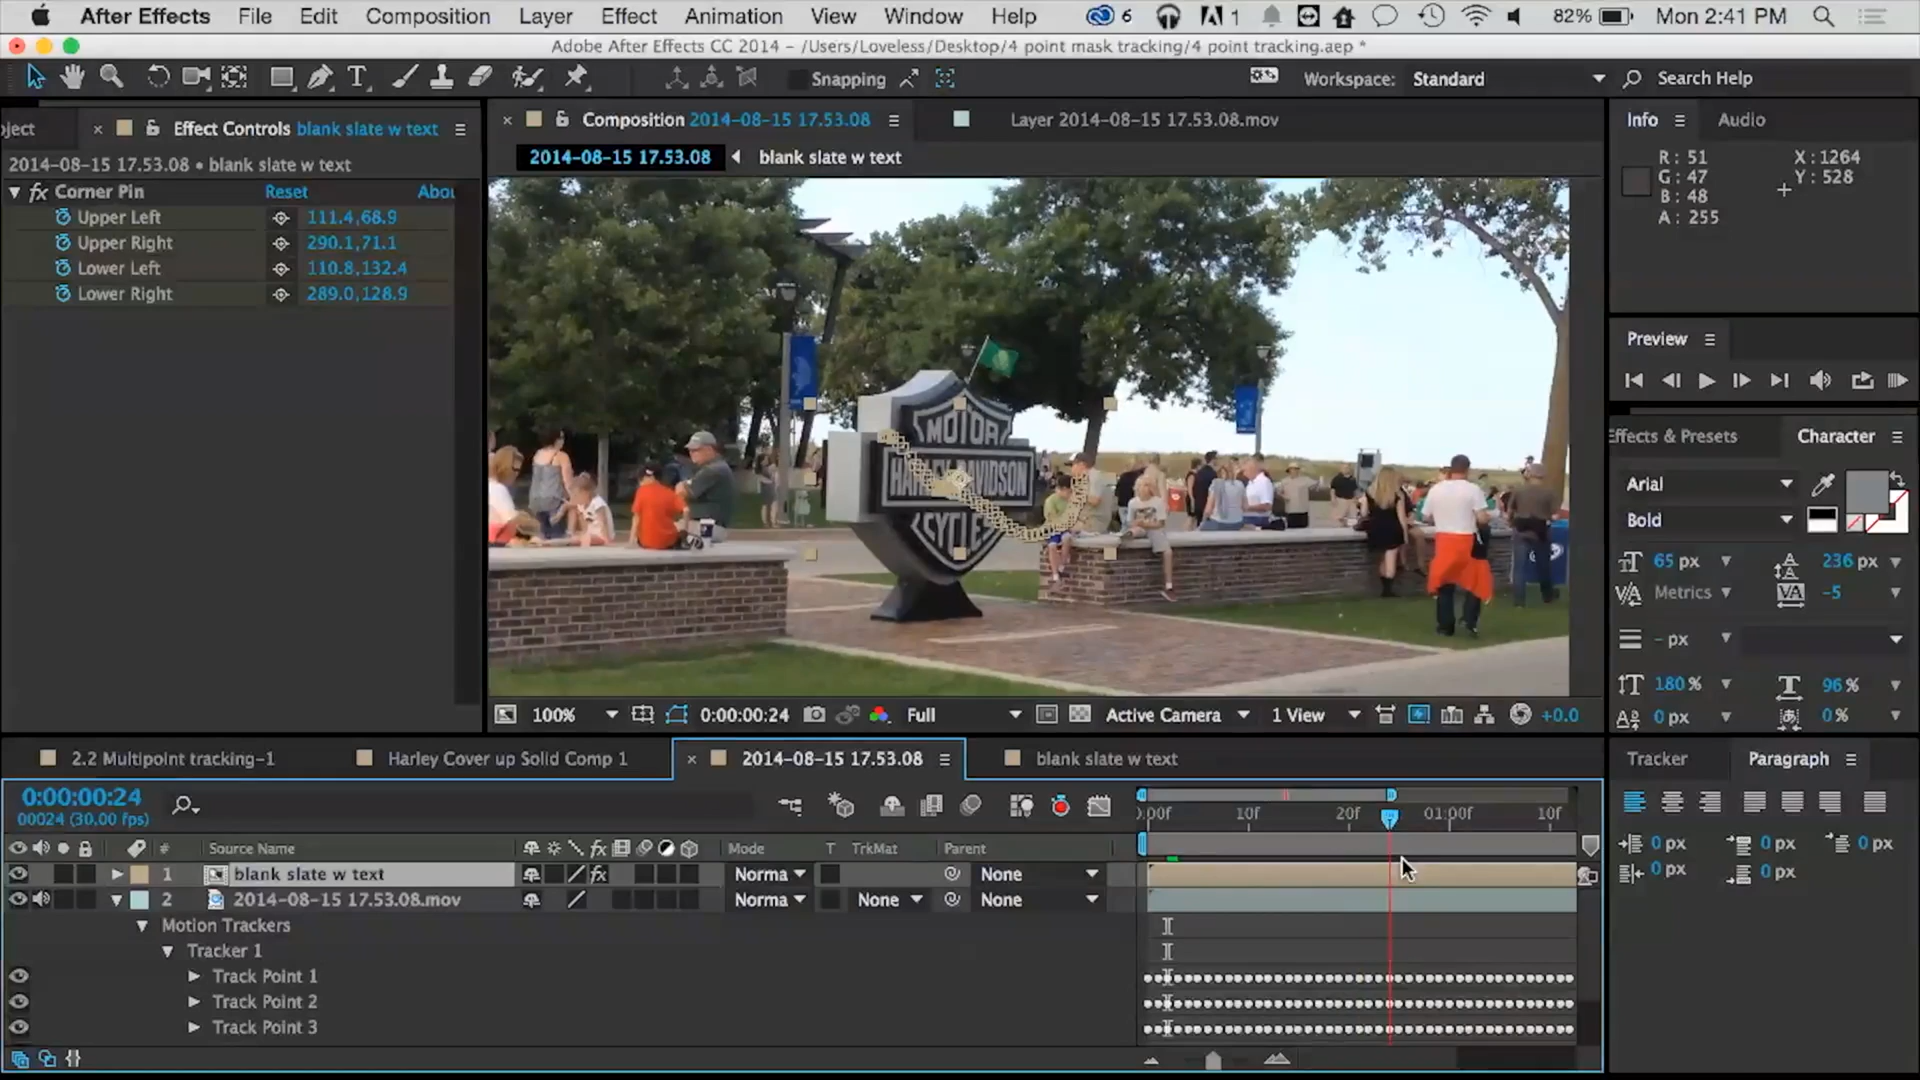 After Effects File Edit Composition Layer Effect Animation View Window Help 6 1 82% Mon 2:41 PM
Adobe After Effects CC 2014 - /Users/Loveless/Desktop/4 point mask tracking/4 point tracking.aep *
T Snapping Workspace: Standard Search Help
oject Effect Controls blank slate w text
2014-08-15 17.53.08 • blank slate w text
fx Corner Pin Reset Abou
Upper Left 111.4,68.9
Upper Right 290.1,71.1
Lower Left 110.8,132.4
Lower Right 289.0,128.9
Composition 2014-08-15 17.53.08 Layer 2014-08-15 17.53.08.mov
2014-08-15 17.53.08 blank slate w text
MOTOR
HARLEY-DAVIDSON
CYCLES
100% 0:00:00:24 Full Active Camera 1 View +0.0
Info Audio
R: 51 X: 1264
G: 47 Y: 528
B: 48
A: 255
Preview
Effects & Presets Character
Arial
Bold
65 px 236 px
Metrics -5
- px
180% 96%
0 px 0%
2.2 Multipoint tracking-1 Harley Cover up Solid Comp 1 2014-08-15 17.53.08 blank slate w text
0:00:00:24
00024 (30.00 fps)
:00f 10f 20f 01:00f 10f
# Source Name fx Mode T TrkMat Parent
1 blank slate w text fx Norma None
2 2014-08-15 17.53.08.mov Norma None None
Motion Trackers
Tracker 1
Track Point 1
Track Point 2
Track Point 3
Tracker Paragraph
0 px 0 px 0 px
0 px 0 px